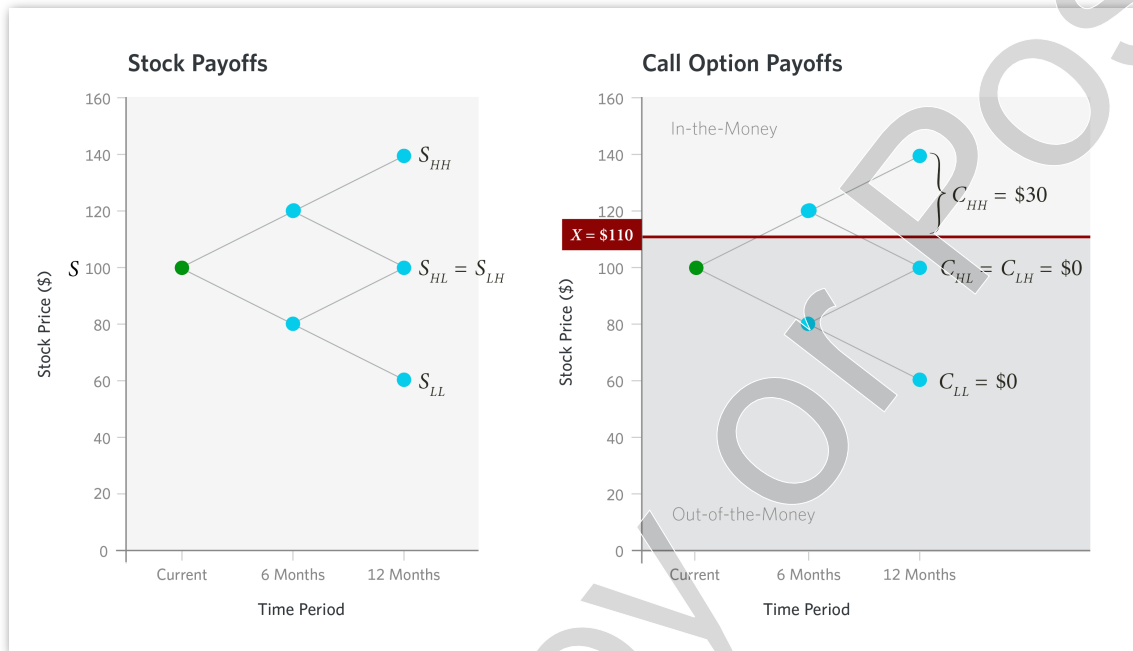 Stock Payoffs
160
140
120
S 100
80
60
40
20
0
Stock Price ($)
S_HH
S_HL = S_LH
S_LL
Current 6 Months 12 Months
Time Period
Call Option Payoffs
160
140
120
X = $110
100
80
60
40
20
0
Stock Price ($)
In-the-Money
C_HH = $30
C_HL = C_LH = $0
C_LL = $0
Out-of-the-Money
Current 6 Months 12 Months
Time Period
or Pos